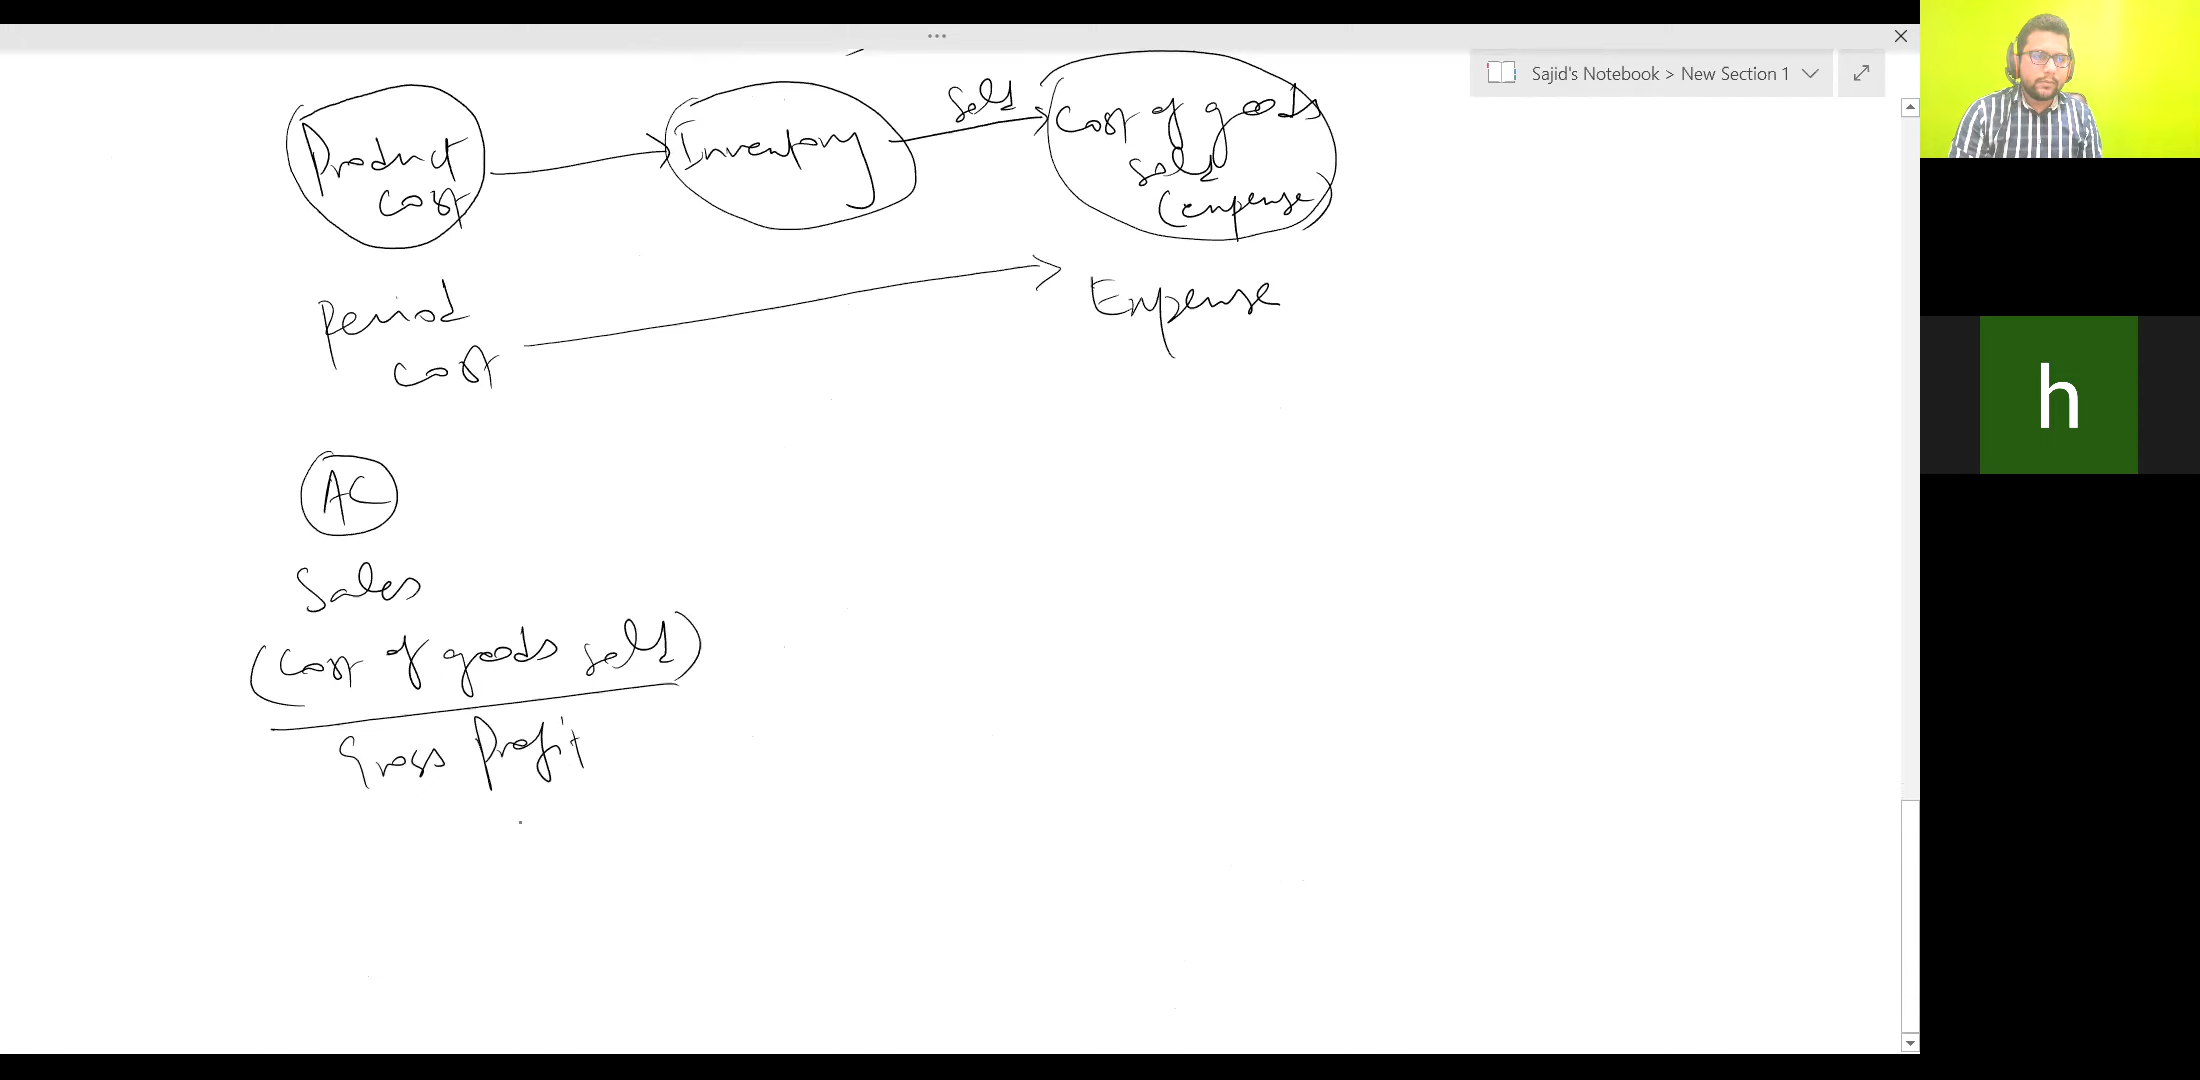 Sajid's Notebook > New Section 1
Product
cost
Inventory
Sold
Cost of goods
sold
(expense)
Period
cost
Expense
AC
Sales
(Cost of goods sold)
Gross Profit
h